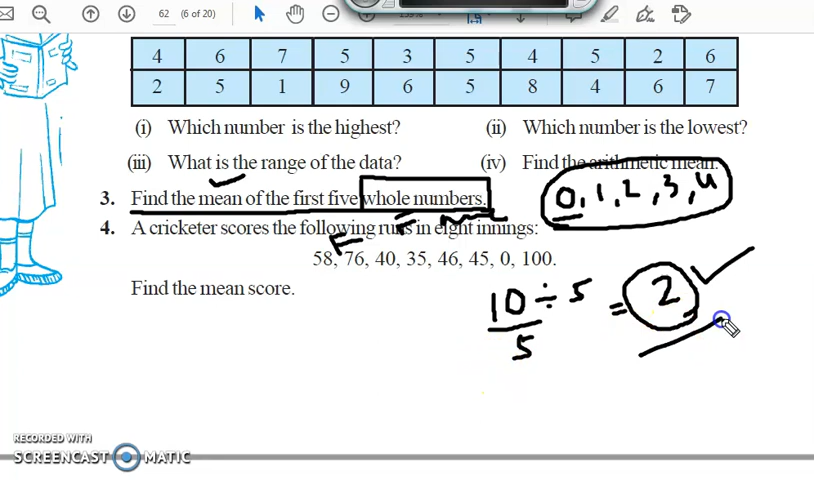 62 (6 of 20)
4 6 7 5 3 5 4 5 2 6
2 5 1 9 6 5 8 4 6 7
(i) Which number is the highest? (ii) Which number is the lowest?
(iii) What is the range of the data? (iv) Find the arithmetic mean.
3. Find the mean of the first five whole numbers. 0, 1, 2, 3, 4
4. A cricketer scores the following runs in eight innings:
58, 76, 40, 35, 46, 45, 0, 100.
Find the mean score.
10 ÷ 5 = 2
5
RECORDED WITH
SCREENCAST MATIC